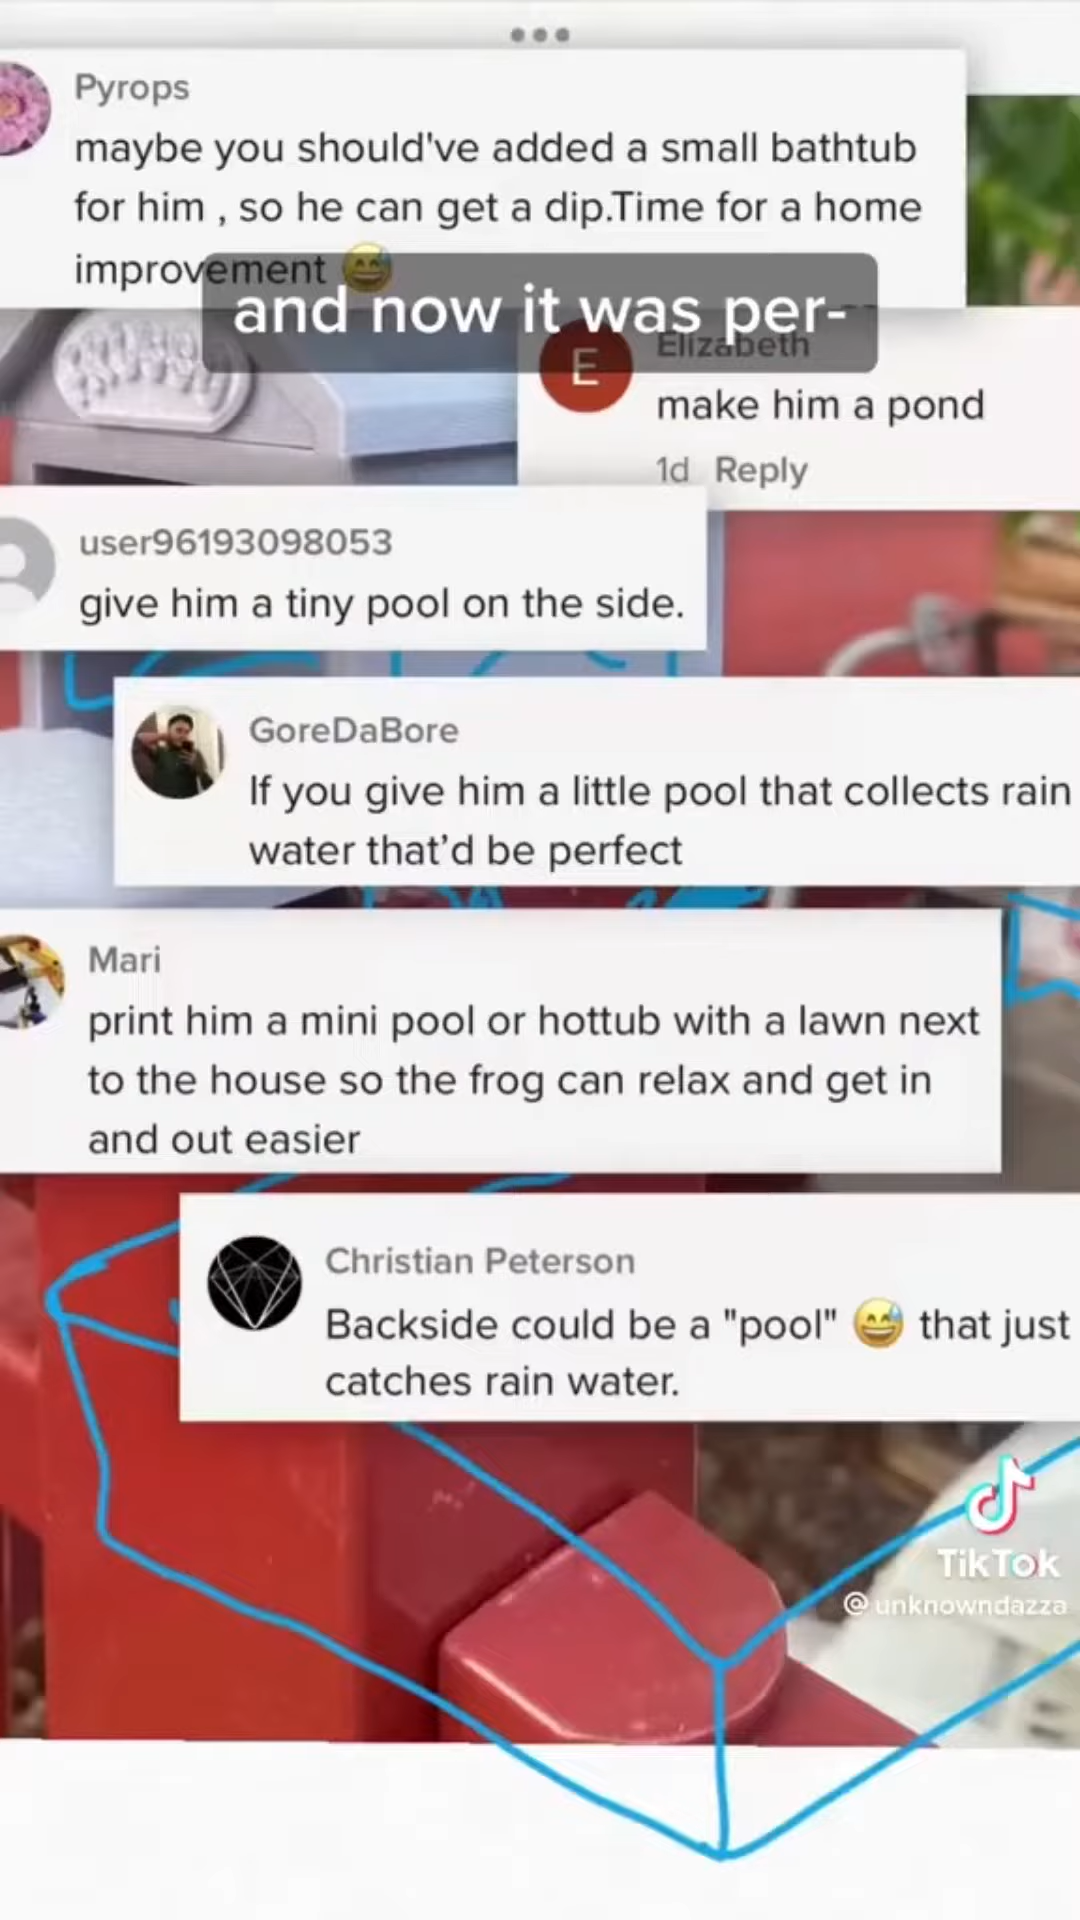 Pyrops
maybe you should've added a small bathtub
for him , so he can get a dip.Time for a home
improvement 😅
and now it was per-
Elizabeth
E
make him a pond
1d Reply
user96193098053
give him a tiny pool on the side.
GoreDaBore
If you give him a little pool that collects rain
water that’d be perfect
Mari
print him a mini pool or hottub with a lawn next
to the house so the frog can relax and get in
and out easier
Christian Peterson
Backside could be a "pool" 😅 that just
catches rain water.
TikTok
@unknowndazza